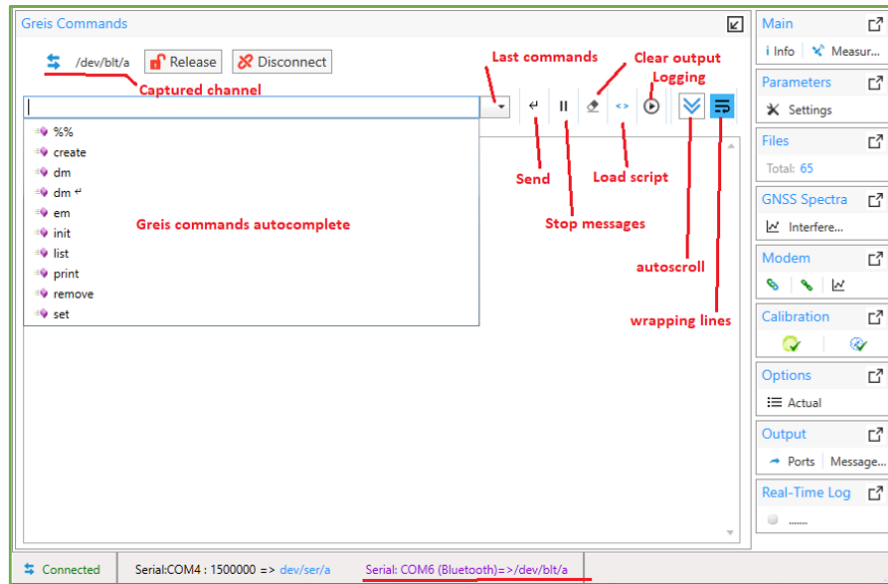 Greis Commands
/dev/blt/a
Release
Disconnect
Captured channel
Last commands
Clear output
Logging
%%
create
dm
dm ↵
em
init
list
print
remove
set
Greis commands autocomplete
Send
Load script
Stop messages
autoscroll
wrapping lines
Main
i Info
Measur...
Parameters
Settings
Files
Total: 65
GNSS Spectra
Interfere...
Modem
Calibration
Options
Actual
Output
Ports
Message...
Real-Time Log
.......
Connected
Serial:COM4 : 1500000 => dev/ser/a
Serial: COM6 (Bluetooth)=>/dev/blt/a